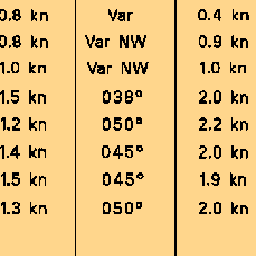 0.8 kn Var 0.4 kn
0.8 kn Var NW 0.9 kn
1.0 kn Var NW 1.0 kn
1.5 kn 039° 2.0 kn
1.2 kn 050° 2.2 kn
1.4 kn 045° 2.0 kn
1.5 kn 045° 1.9 kn
1.3 kn 050° 2.0 kn